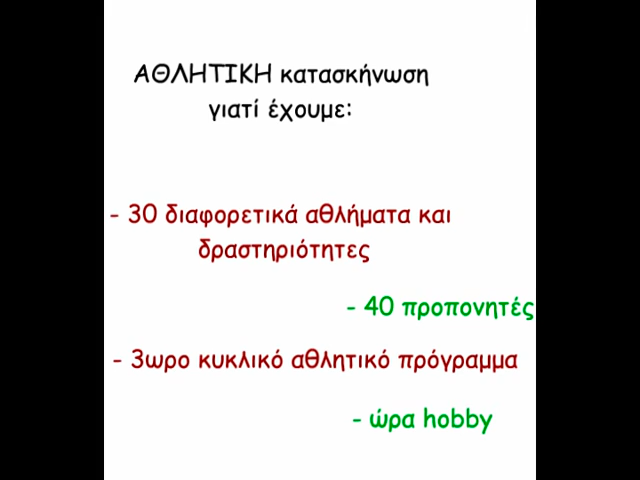 ΑΘΛΗΤΙΚΗ κατασκήνωση
γιατί έχουμε:
- 30 διαφορετικά αθλήματα και
δραστηριότητες
- 40 προπονητές
- 3ωρο κυκλικό αθλητικό πρόγραμμα
- ώρα hobby